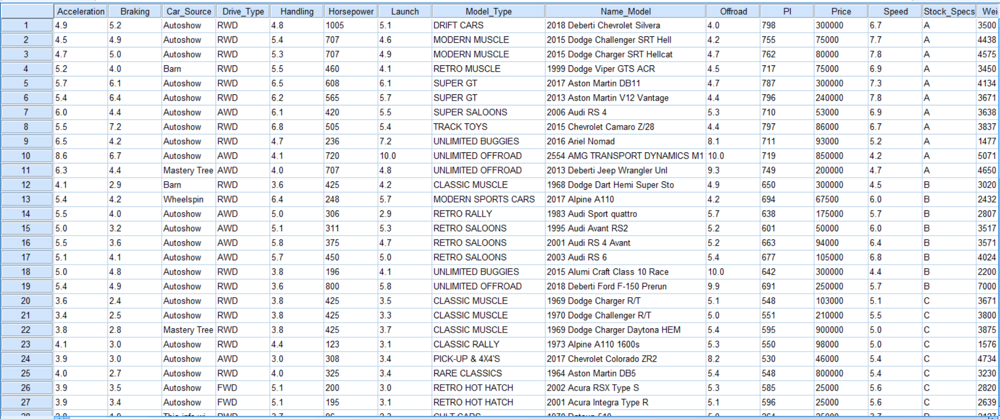 Acceleration Braking Car_Source Drive_Type Handling Horsepower Launch Model_Type Name_Model Offroad PI Price Speed Stock_Specs Wei
1 4.9 5.2 Autoshow RWD 4.8 1005 5.1 DRIFT CARS 2018 Deberti Chevrolet Silvera 4.0 798 300000 6.7 A 3500
2 4.5 4.9 Autoshow RWD 5.4 707 4.6 MODERN MUSCLE 2015 Dodge Challenger SRT Hell 4.2 755 75000 7.7 A 4438
3 4.7 5.0 Autoshow RWD 5.3 707 4.9 MODERN MUSCLE 2015 Dodge Charger SRT Hellcat 4.7 762 80000 7.8 A 4575
4 5.2 4.0 Barn RWD 5.5 460 4.1 RETRO MUSCLE 1999 Dodge Viper GTS ACR 4.5 717 75000 6.9 A 3450
5 5.7 6.1 Autoshow RWD 6.5 608 6.1 SUPER GT 2017 Aston Martin DB11 4.7 787 300000 7.3 A 4134
6 5.4 6.4 Autoshow RWD 6.2 565 5.7 SUPER GT 2013 Aston Martin V12 Vantage 4.4 796 240000 7.8 A 3671
7 6.0 4.4 Autoshow AWD 6.1 420 5.5 SUPER SALOONS 2006 Audi RS 4 5.3 710 53000 6.9 A 3638
8 5.5 7.2 Autoshow RWD 6.8 505 5.4 TRACK TOYS 2015 Chevrolet Camaro Z/28 4.4 797 86000 6.7 A 3837
9 6.5 4.2 Autoshow RWD 4.7 236 7.2 UNLIMITED BUGGIES 2016 Ariel Nomad 8.1 711 93000 5.2 A 1477
10 8.6 6.7 Autoshow AWD 4.1 720 10.0 UNLIMITED OFFROAD 2554 AMG TRANSPORT DYNAMICS M1 10.0 719 850000 4.2 A 5071
11 6.3 4.4 Mastery Tree AWD 4.0 707 4.8 UNLIMITED OFFROAD 2013 Deberti Jeep Wrangler Unl 9.3 749 200000 4.7 A 4650
12 4.1 2.9 Barn RWD 3.6 425 4.2 CLASSIC MUSCLE 1968 Dodge Dart Hemi Super Sto 4.9 650 300000 4.5 B 3020
13 5.4 4.2 Wheelspin RWD 6.4 248 5.7 MODERN SPORTS CARS 2017 Alpine A110 4.2 694 67500 6.0 B 2432
14 5.5 4.0 Autoshow AWD 5.0 306 2.9 RETRO RALLY 1983 Audi Sport quattro 5.7 638 175000 5.7 B 2807
15 5.0 3.2 Autoshow AWD 5.1 311 5.3 RETRO SALOONS 1995 Audi Avant RS2 5.2 601 50000 6.0 B 3517
16 5.5 3.6 Autoshow AWD 5.8 375 4.7 RETRO SALOONS 2001 Audi RS 4 Avant 5.2 663 94000 6.4 B 3571
17 5.1 4.1 Autoshow AWD 5.7 450 5.0 RETRO SALOONS 2003 Audi RS 6 5.4 677 105000 6.8 B 4024
18 5.0 4.8 Autoshow RWD 3.8 196 4.1 UNLIMITED BUGGIES 2015 Alumi Craft Class 10 Race 10.0 642 300000 4.4 B 2200
19 5.4 4.9 Autoshow RWD 3.6 800 5.8 UNLIMITED OFFROAD 2018 Deberti Ford F-150 Prerun 9.9 691 250000 5.7 B 7000
20 3.6 2.4 Autoshow RWD 3.8 425 3.5 CLASSIC MUSCLE 1969 Dodge Charger R/T 5.1 548 103000 5.1 C 3671
21 3.4 2.5 Autoshow RWD 3.8 425 3.3 CLASSIC MUSCLE 1970 Dodge Challenger R/T 5.0 551 210000 5.5 C 3800
22 3.8 2.8 Mastery Tree RWD 3.8 425 3.7 CLASSIC MUSCLE 1969 Dodge Charger Daytona HEM 5.4 595 900000 5.0 C 3875
23 4.1 3.0 Autoshow RWD 4.4 123 3.1 CLASSIC RALLY 1973 Alpine A110 1600s 5.3 550 98000 5.0 C 1576
24 3.9 3.0 Autoshow AWD 3.0 308 3.4 PICK-UP & 4X4'S 2017 Chevrolet Colorado ZR2 8.2 530 46000 5.4 C 4734
25 4.0 2.7 Autoshow RWD 4.0 325 3.4 RARE CLASSICS 1964 Aston Martin DB5 5.4 548 800000 5.4 C 3230
26 3.9 3.5 Autoshow FWD 5.1 200 3.0 RETRO HOT HATCH 2002 Acura RSX Type S 5.3 585 25000 5.6 C 2820
27 3.9 3.4 Autoshow FWD 5.1 195 3.1 RETRO HOT HATCH 2001 Acura Integra Type R 5.1 596 25000 5.6 C 2639